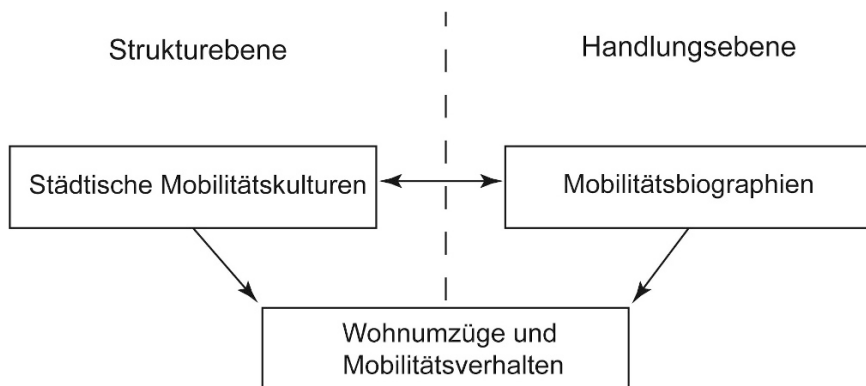 Strukturebene
Handlungsebene
Städtische Mobilitätskulturen
Mobilitätsbiographien
Wohnumzüge und
Mobilitätsverhalten